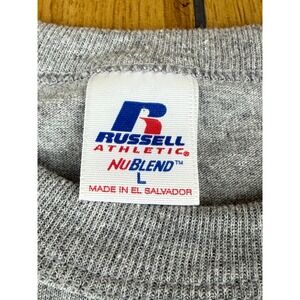 RUSSELL
ATHLETIC®
NUBLEND™
L
MADE IN EL SALVADOR